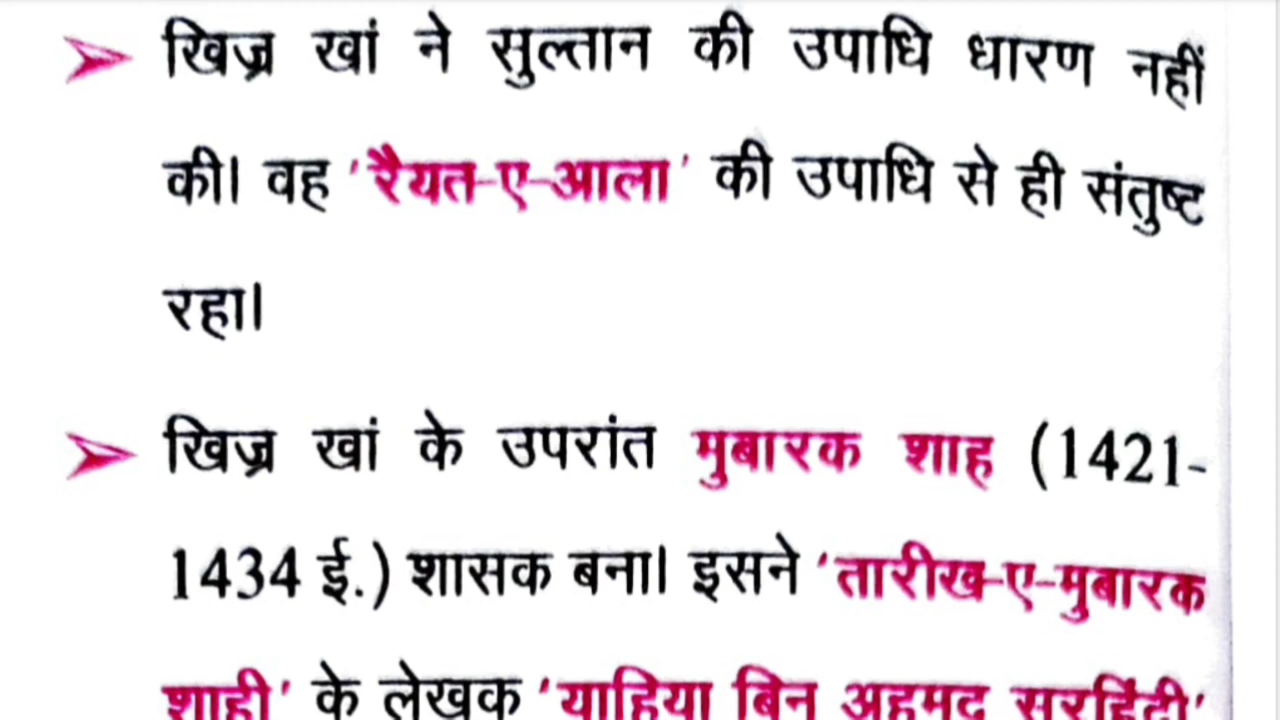 खिज्र खां ने सुल्तान की उपाधि धारण नहीं
की। वह 'रैयत-ए-आला' की उपाधि से ही संतुष्ट
रहा।
खिज्र खां के उपरांत मुबारक शाह (1421-
1434 ई.) शासक बना। इसने 'तारीख-ए-मुबारक
शाही' के लेखक 'याहिया बिन अहमद सरहिंदी'